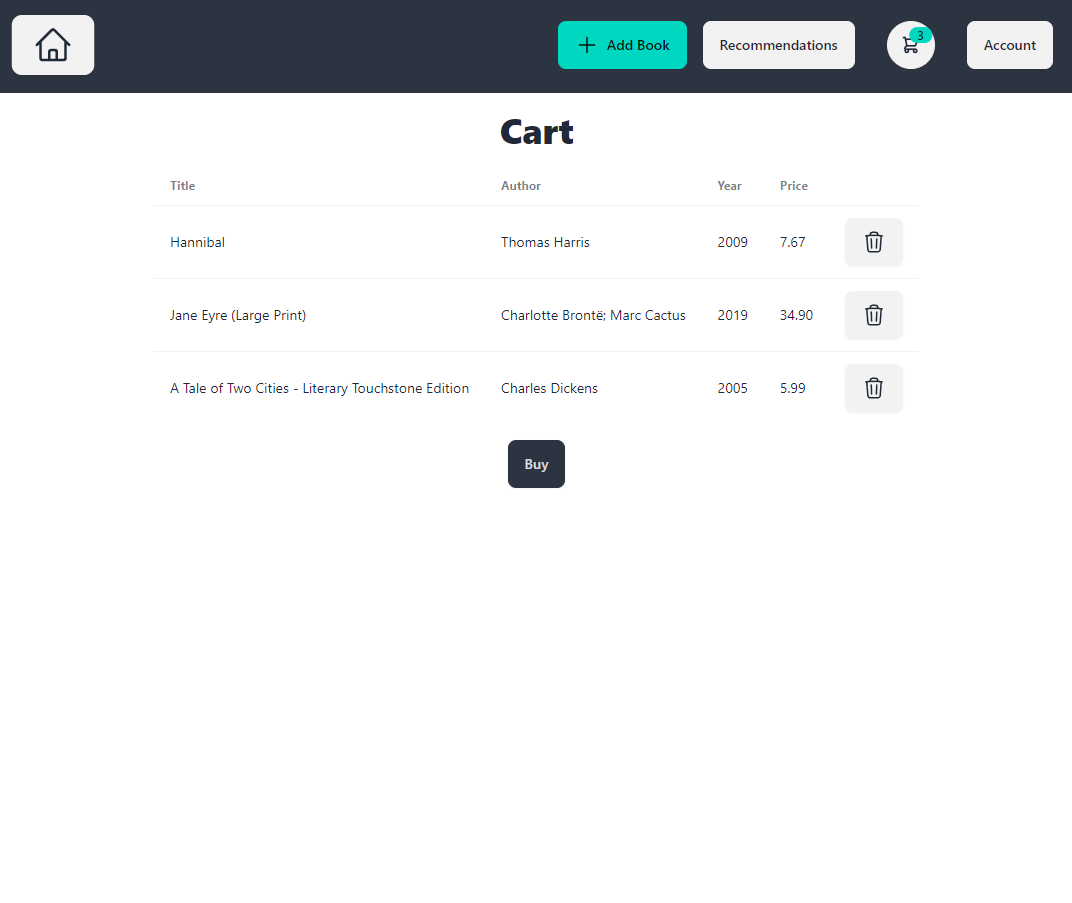 Add Book Recommendations 3 Account
Cart
Title Author Year Price
Hannibal Thomas Harris 2009 7.67
Jane Eyre (Large Print) Charlotte Brontë; Marc Cactus 2019 34.90
A Tale of Two Cities - Literary Touchstone Edition Charles Dickens 2005 5.99
Buy